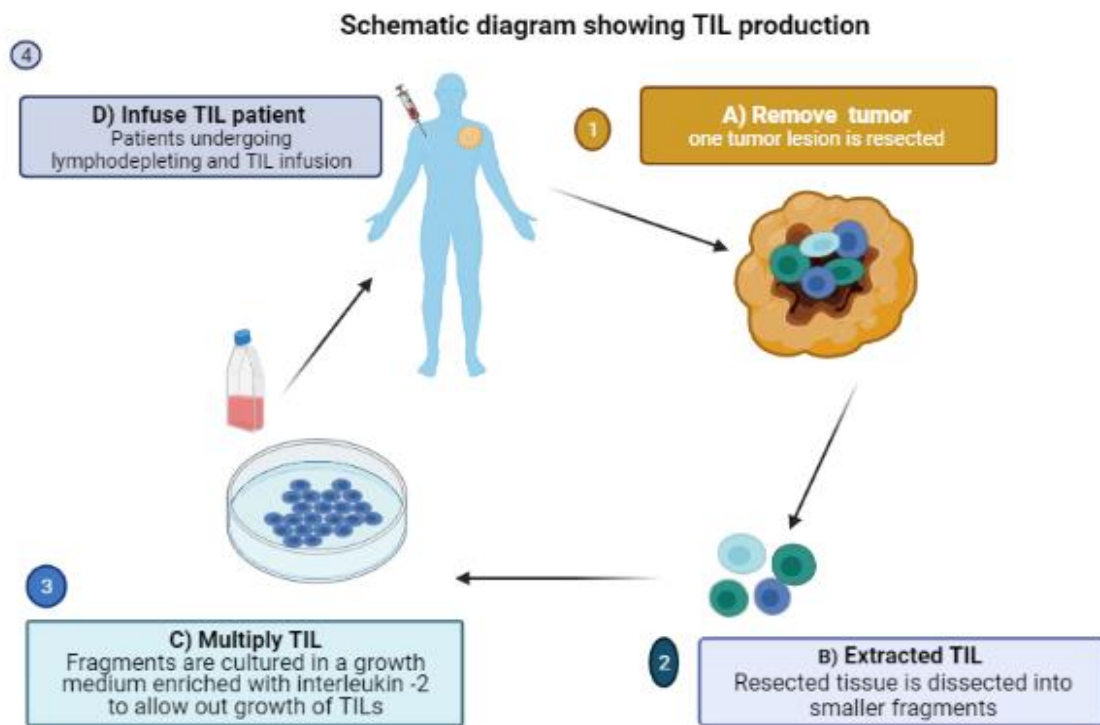 Schematic diagram showing TIL production
4
D) Infuse TIL patient
Patients undergoing
lymphodepleting and TIL infusion
1
A) Remove tumor
one tumor lesion is resected
3
C) Multiply TIL
Fragments are cultured in a growth
medium enriched with interleukin -2
to allow out growth of TILs
2
B) Extracted TIL
Resected tissue is dissected into
smaller fragments